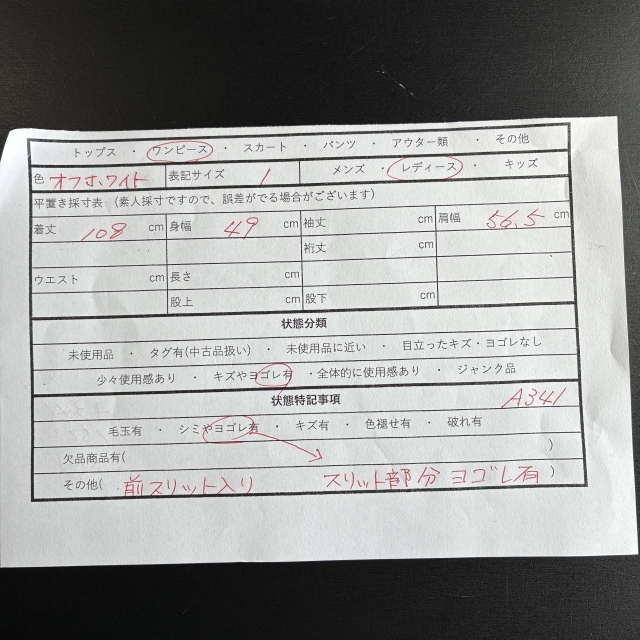 トップス ・ ワンピース ・ スカート ・ パンツ ・ アウター類 ・ その他
色 オフホワイト 表記サイズ 1 メンズ ・ レディース ・ キッズ
平置き採寸表（素人採寸ですので、誤差がでる場合がございます）
着丈 108 cm 身幅 49 cm 袖丈 cm 肩幅 56.5 cm
裄丈 cm
ウエスト cm 長さ cm
股上 cm 股下 cm
状態分類
未使用品 ・ タグ有(中古品扱い) ・ 未使用品に近い ・ 目立ったキズ・ヨゴレなし
少々使用感あり ・ キズやヨゴレ有 ・全体的に使用感あり ・ ジャンク品
状態特記事項 A341
毛玉有 ・ シミやヨゴレ有 ・ キズ有 ・ 色褪せ有 ・ 破れ有
欠品商品有( )
その他( 前スリット入り スリット部分 ヨゴレ有 )